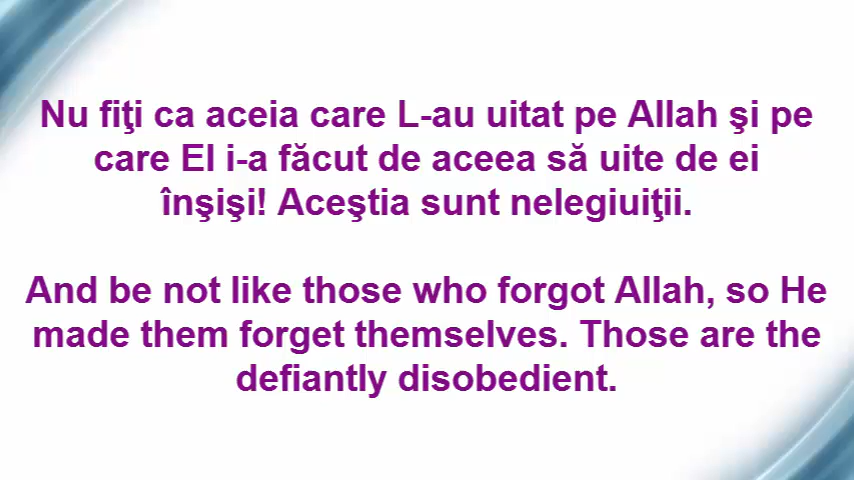 Nu fiţi ca aceia care L-au uitat pe Allah şi pe
care El i-a făcut de aceea să uite de ei
înşişi! Aceştia sunt nelegiuiţii.
And be not like those who forgot Allah, so He
made them forget themselves. Those are the
defiantly disobedient.